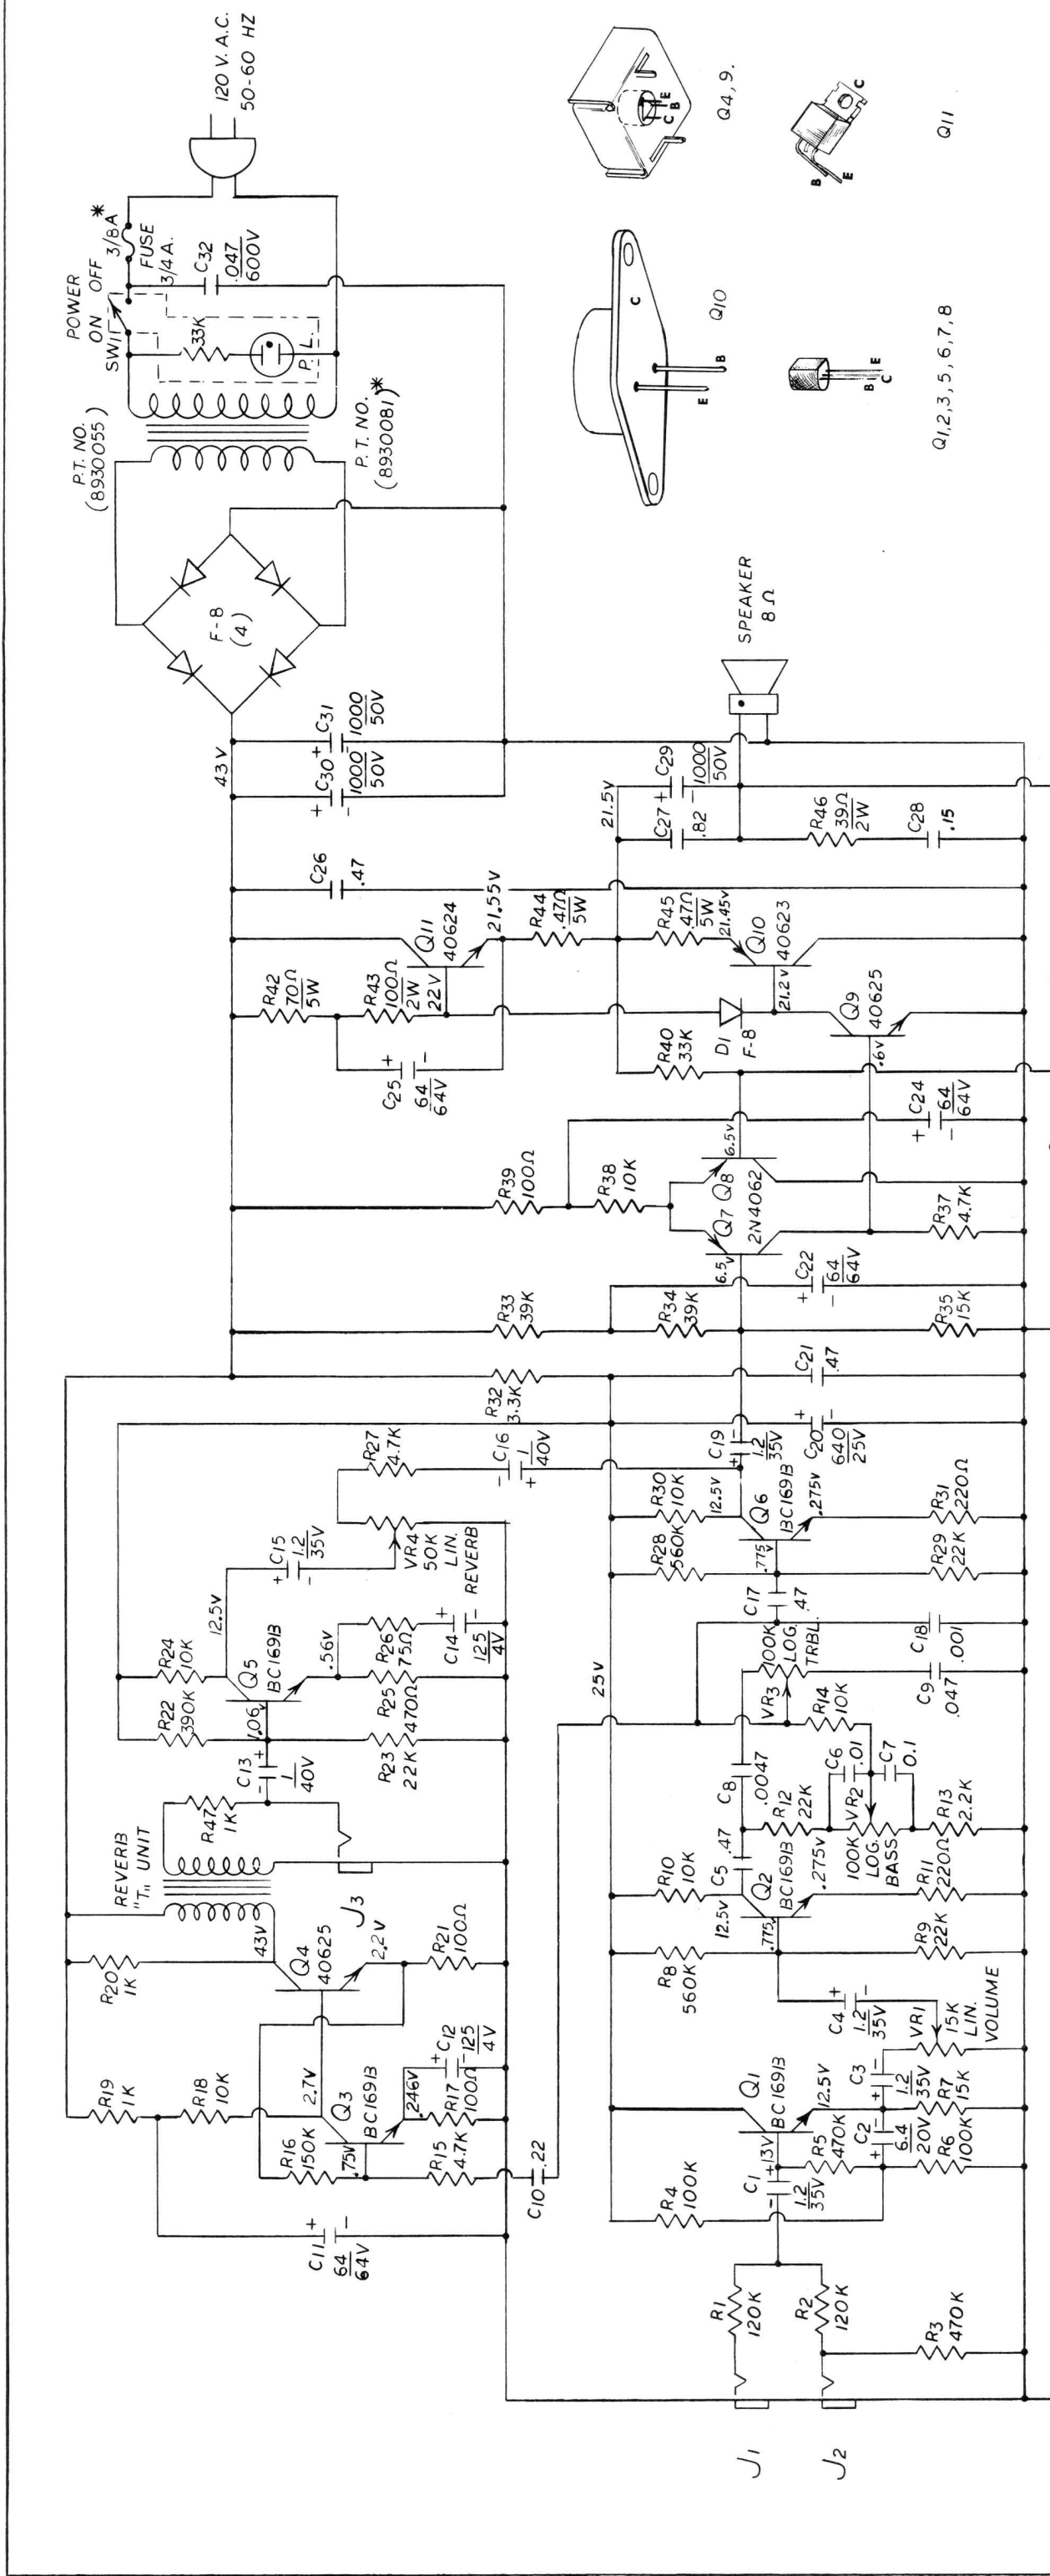 120 V. A.C.
50-60 HZ
POWER
ON OFF
SW1
3/8A *
FUSE
3/4A.
C32
.047
600V
33K
P. L.
P.T. NO.
(8930055)
P.T. NO.
(8930081) *
F-8
(4)
43V
C30
1000
50V
C31
1000
50V
Q4, 9.
C B E
Q10
E B C
Q11
B E C
Q1,2,3,5,6,7,8
B C E
SPEAKER
8Ω
C26
.47
R42
70Ω
5W
R43
100Ω
2W
22V
Q11
40624
21.55V
R44
.47Ω
5W
C25
64
64V
21.5V
C27
.82
C29
1000
50V
R46
39Ω
2W
C28
.15
R45
.47Ω
5W
21.45V
Q10
40623
21.2V
D1
F-8
Q9
40625
.6V
R40
33K
C24
64
64V
R39
100Ω
R38
10K
Q7 Q8
2N4062
6.5V
6.5V
R37
4.7K
R33
39K
R34
39K
C22
64
64V
R35
15K
R32
3.3K
C21
.47
C20
640
25V
C19
1.2
35V
C16
1
40V
R27
4.7K
VR4
50K
LIN.
REVERB
C15
1.2
35V
12.5V
R24
10K
R22
390K
Q5
BC169B
1.06V
.56V
R26
75Ω
C14
125
4V
R25
470Ω
R23
22K
C13
1
40V
R47
1K
REVERB
"T" UNIT
J3
43V
Q4
40625
2.2V
R21
100Ω
R20
1K
R19
1K
R18
10K
2.7V
Q3
BC169B
.75V
.246V
C12
125
4V
R17
100Ω
R16
150K
R15
4.7K
C10
.22
C11
64
64V
25V
R30
10K
R28
560K
12.5V
Q6
BC169B
.775V
.275V
R31
220Ω
R29
22K
C17
.47
C18
.001
VR3
100K
LOG.
TRBL.
C9
.047
R14
10K
C8
.0047
R12
22K
C6
.01
C7
0.1
VR2
100K
LOG.
BASS
R13
2.2K
C5
.47
R10
10K
12.5V
Q2
BC169B
.775V
.275V
R11
220Ω
R9
22K
R8
560K
C4
1.2
35V
VR1
15K
LIN.
VOLUME
C3
1.2
35V
R7
15K
Q1
BC169B
12.5V
13V
R5
470K
C2
6.4
20V
R6
100K
R4
100K
C1
1.2
35V
R1
120K
R2
120K
R3
470K
J1
J2